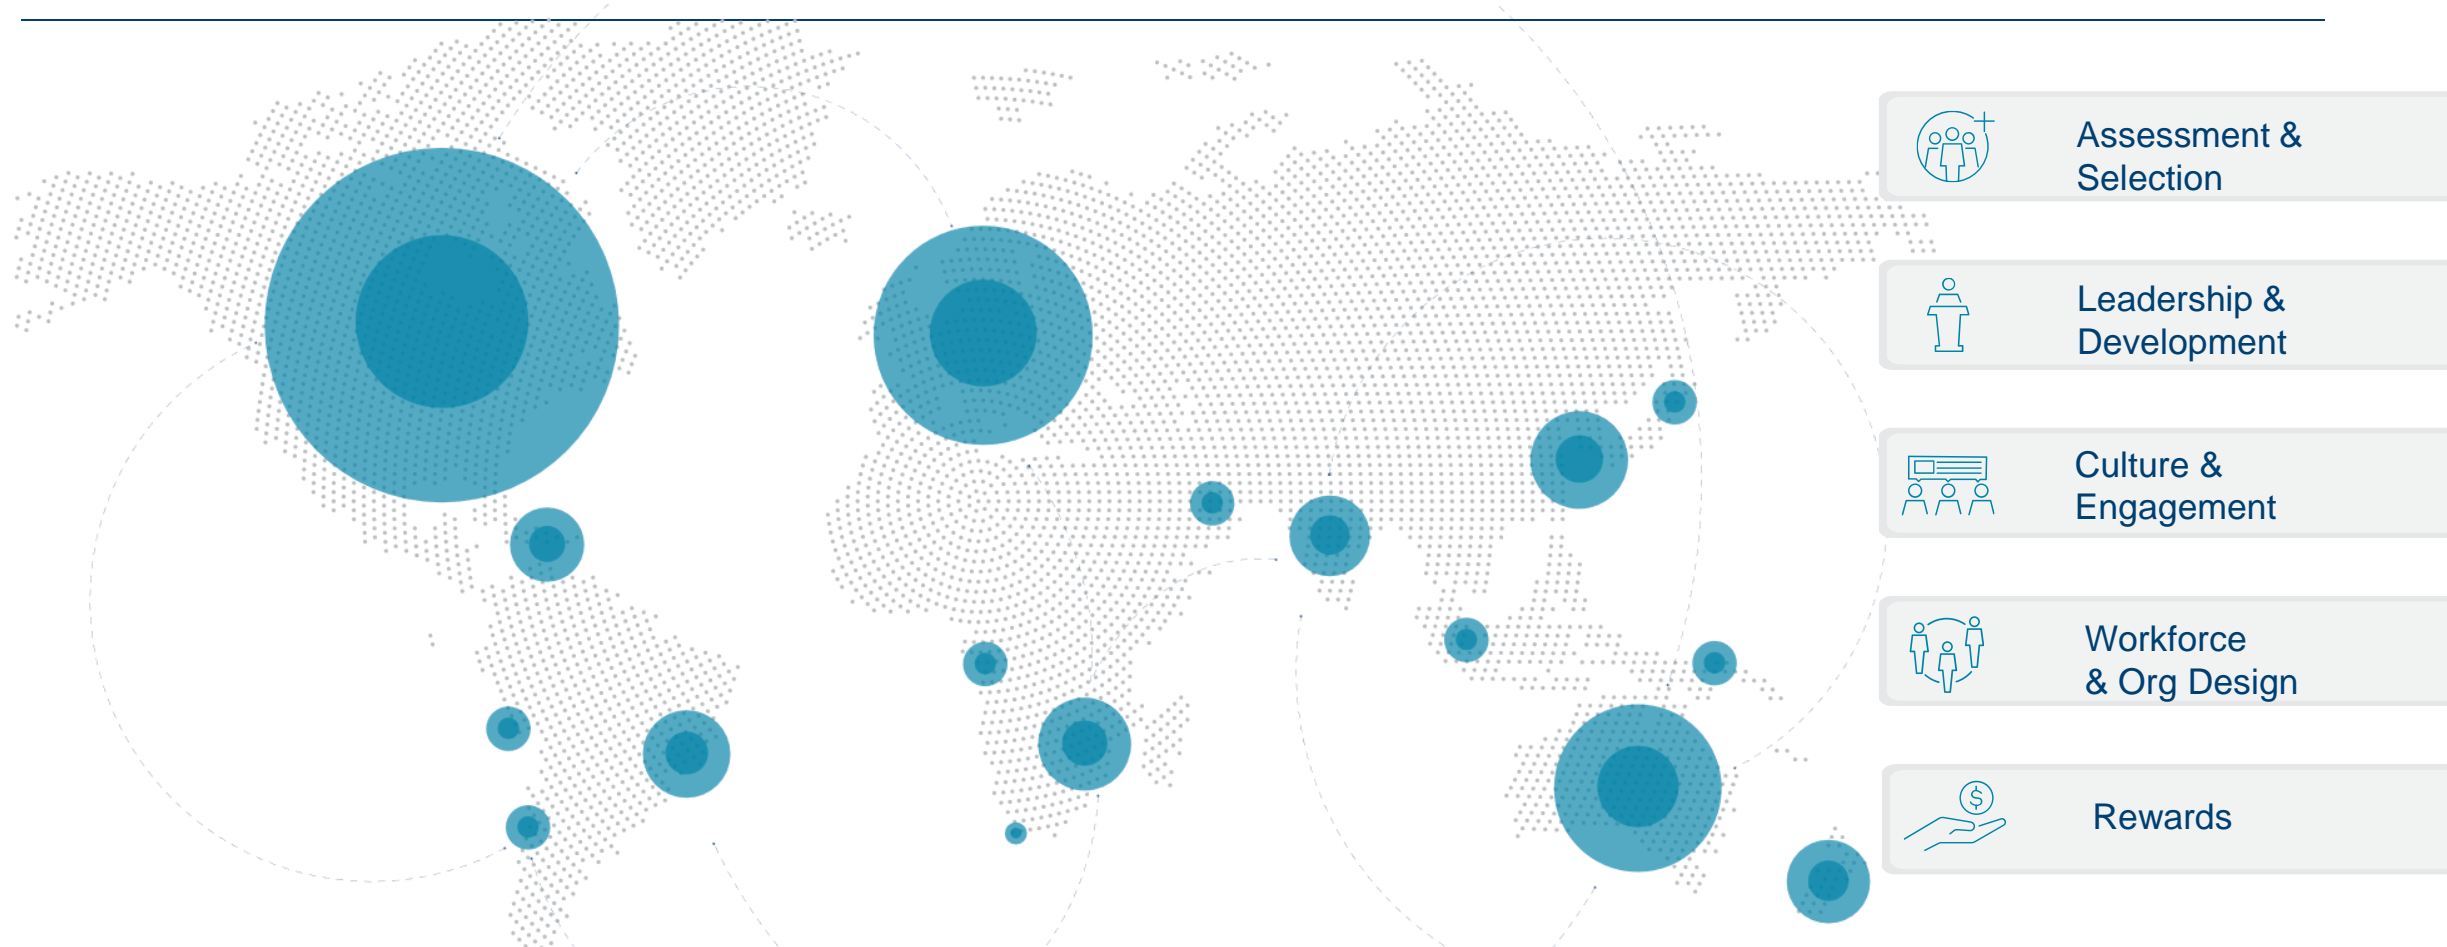 Assessment &
Selection
Leadership &
Development
Culture &
Engagement
Workforce
& Org Design
$
Rewards